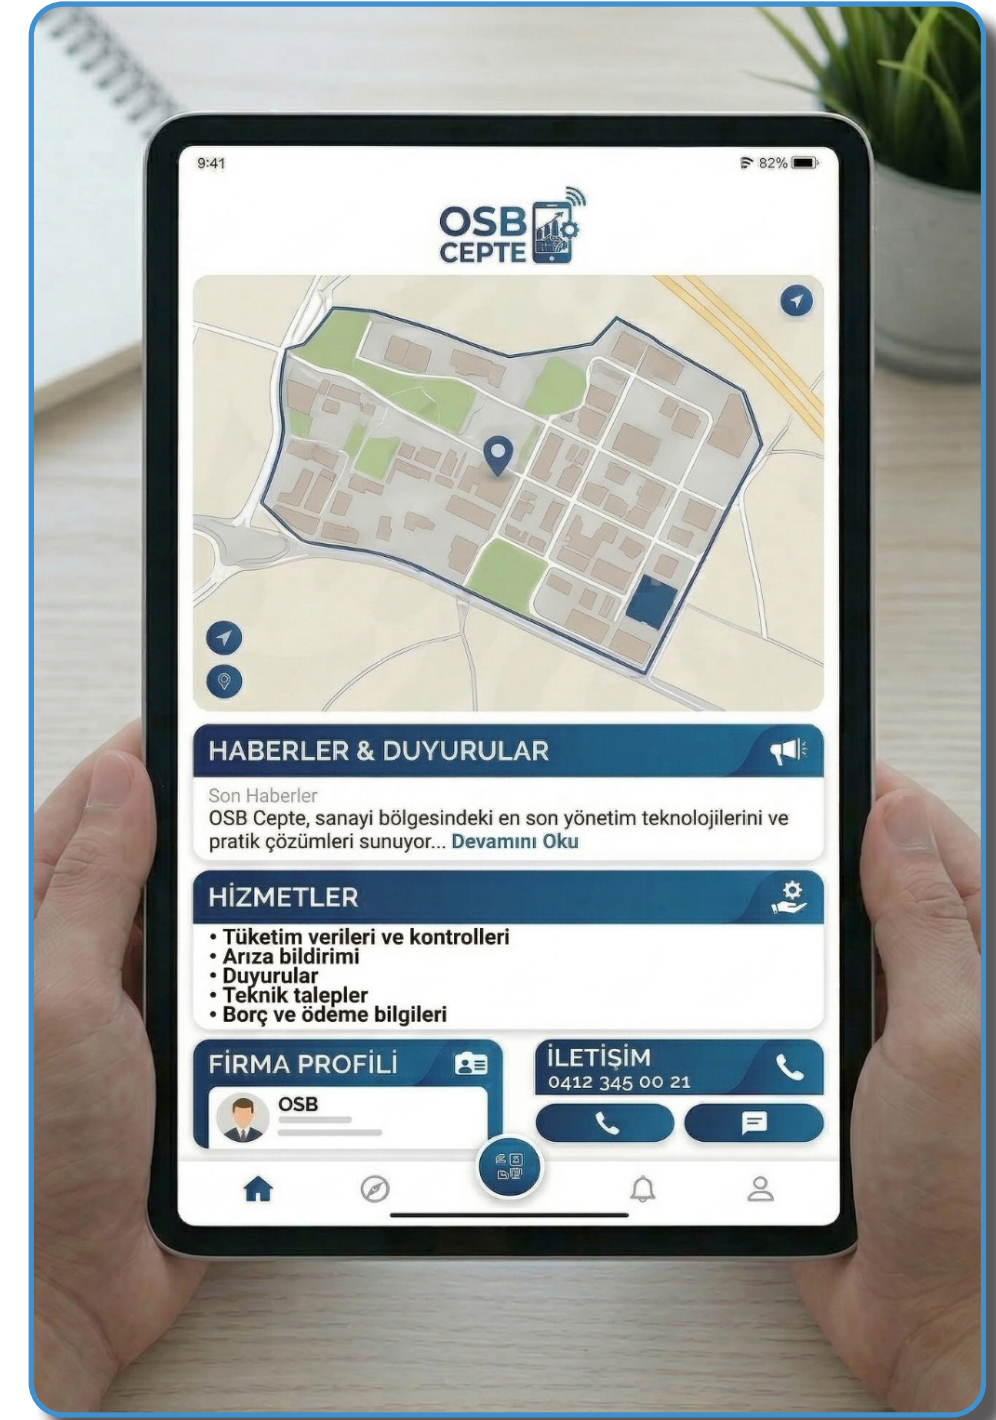 9:41
82%
OSB
CEPTE
HABERLER & DUYURULAR
Son Haberler
OSB Cepte, sanayi bölgesindeki en son yönetim teknolojilerini ve
pratik çözümleri sunuyor... Devamını Oku
HİZMETLER
• Tüketim verileri ve kontrolleri
• Arıza bildirimi
• Duyurular
• Teknik talepler
• Borç ve ödeme bilgileri
FİRMA PROFİLİ
OSB
İLETİŞİM
0412 345 00 21